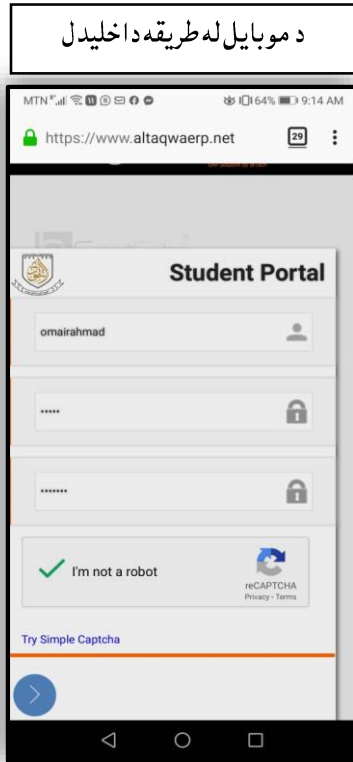 د موبایل له طریقه داخلیدل
MTN 64% 9:14 AM
https://www.altaqwaerp.net 29
Student Portal
omairahmad
•••••
•••••••
I'm not a robot
reCAPTCHA
Privacy - Terms
Try Simple Captcha